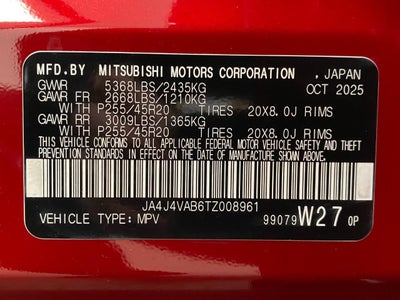 MFD.BY MITSUBISHI MOTORS CORPORATION , JAPAN
GWR 5368LBS/2435KG OCT 2025
GAWR FR 2668LBS/1210KG
WITH P255/45R20 TIRES 20X8.0J RIMS
GAWR RR 3009LBS/1365KG
WITH P255/45R20 TIRES 20X8.0J RIMS
THIS VEHICLE CONFORMS TO ALL APPLICABLE FEDERAL MOTOR VEHICLE SAFETY AND
THEFT PREVENTION STANDARDS IN EFFECT ON THE DATE OF MANUFACTURE SHOWN ABOVE.
JA4J4VAB6TZ008961
VEHICLE TYPE: MPV 99079 W27 0P